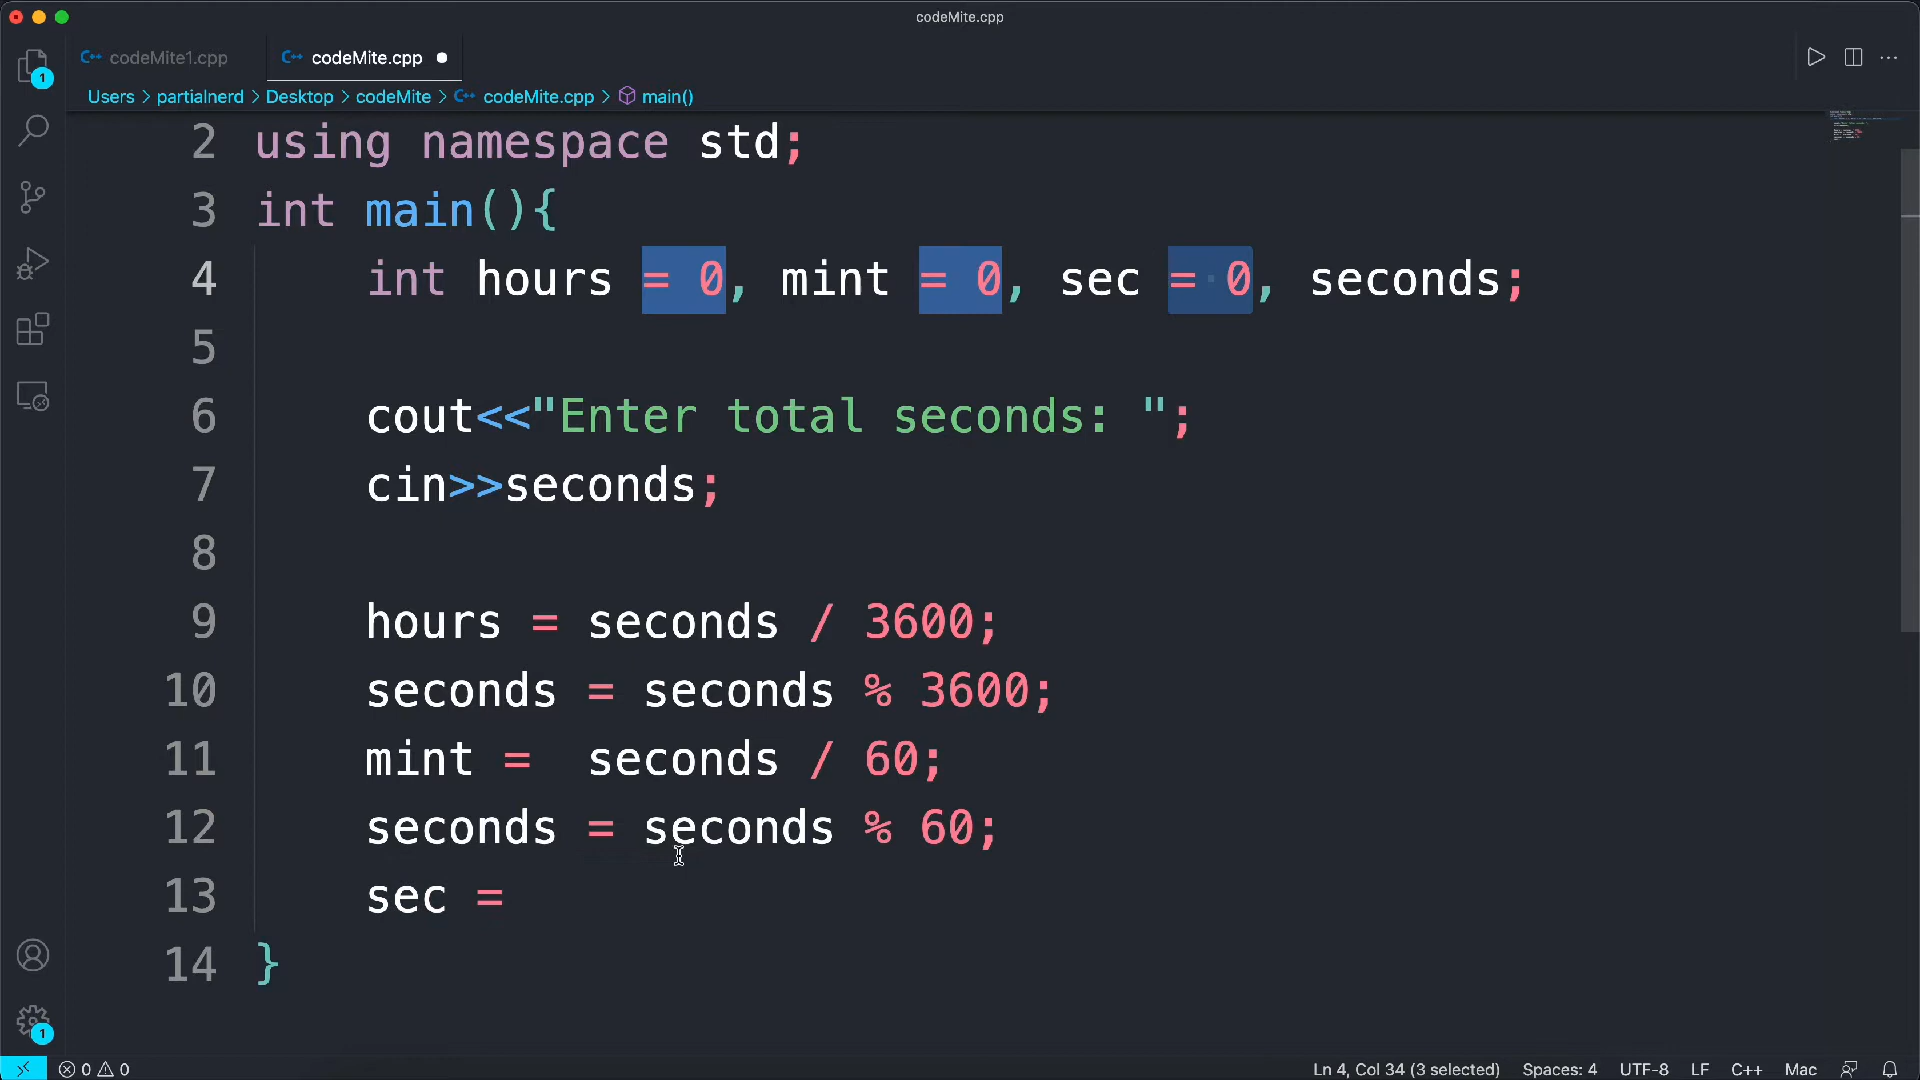 codeMite.cpp
codeMite1.cpp
codeMite.cpp
Users > partialnerd > Desktop > codeMite > codeMite.cpp > main()
2 using namespace std;
3 int main(){
4 int hours = 0, mint = 0, sec = 0, seconds;
5
6 cout<<"Enter total seconds: ";
7 cin>>seconds;
8
9 hours = seconds / 3600;
10 seconds = seconds % 3600;
11 mint =  seconds / 60;
12 seconds = seconds % 60;
13 sec =
14 }
1
1
0 0
Ln 4, Col 34 (3 selected) Spaces: 4 UTF-8 LF C++ Mac